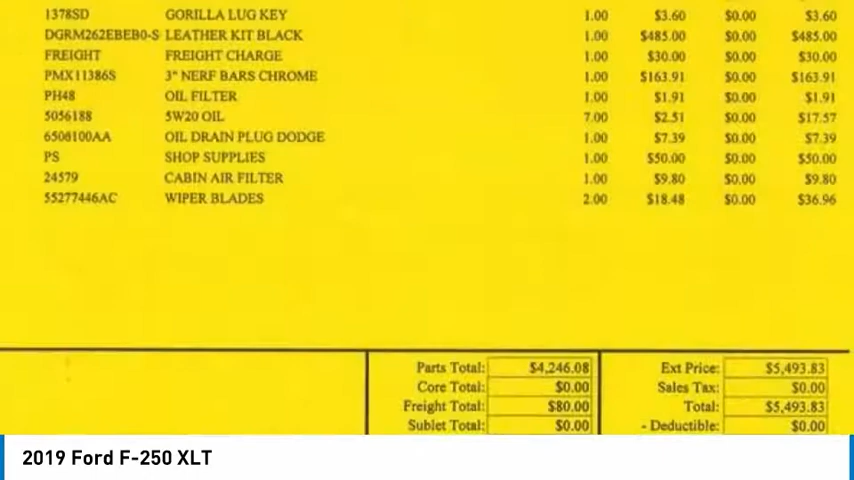 1378SD GORILLA LUG KEY 1.00 $3.60 $0.00 $3.60
DGRM262EBEB0-S LEATHER KIT BLACK 1.00 $485.00 $0.00 $485.00
FREIGHT FREIGHT CHARGE 1.00 $30.00 $0.00 $30.00
PMX11386S 3" NERF BARS CHROME 1.00 $163.91 $0.00 $163.91
PH48 OIL FILTER 1.00 $1.91 $0.00 $1.91
5056188 5W20 OIL 7.00 $2.51 $0.00 $17.57
6506100AA OIL DRAIN PLUG DODGE 1.00 $7.39 $0.00 $7.39
PS SHOP SUPPLIES 1.00 $50.00 $0.00 $50.00
24579 CABIN AIR FILTER 1.00 $9.80 $0.00 $9.80
55277446AC WIPER BLADES 2.00 $18.48 $0.00 $36.96
Parts Total: $4,246.08 Ext Price: $5,493.83
Core Total: $0.00 Sales Tax: $0.00
Freight Total: $80.00 Total: $5,493.83
Sublet Total: $0.00 - Deductible: $0.00
2019 Ford F-250 XLT